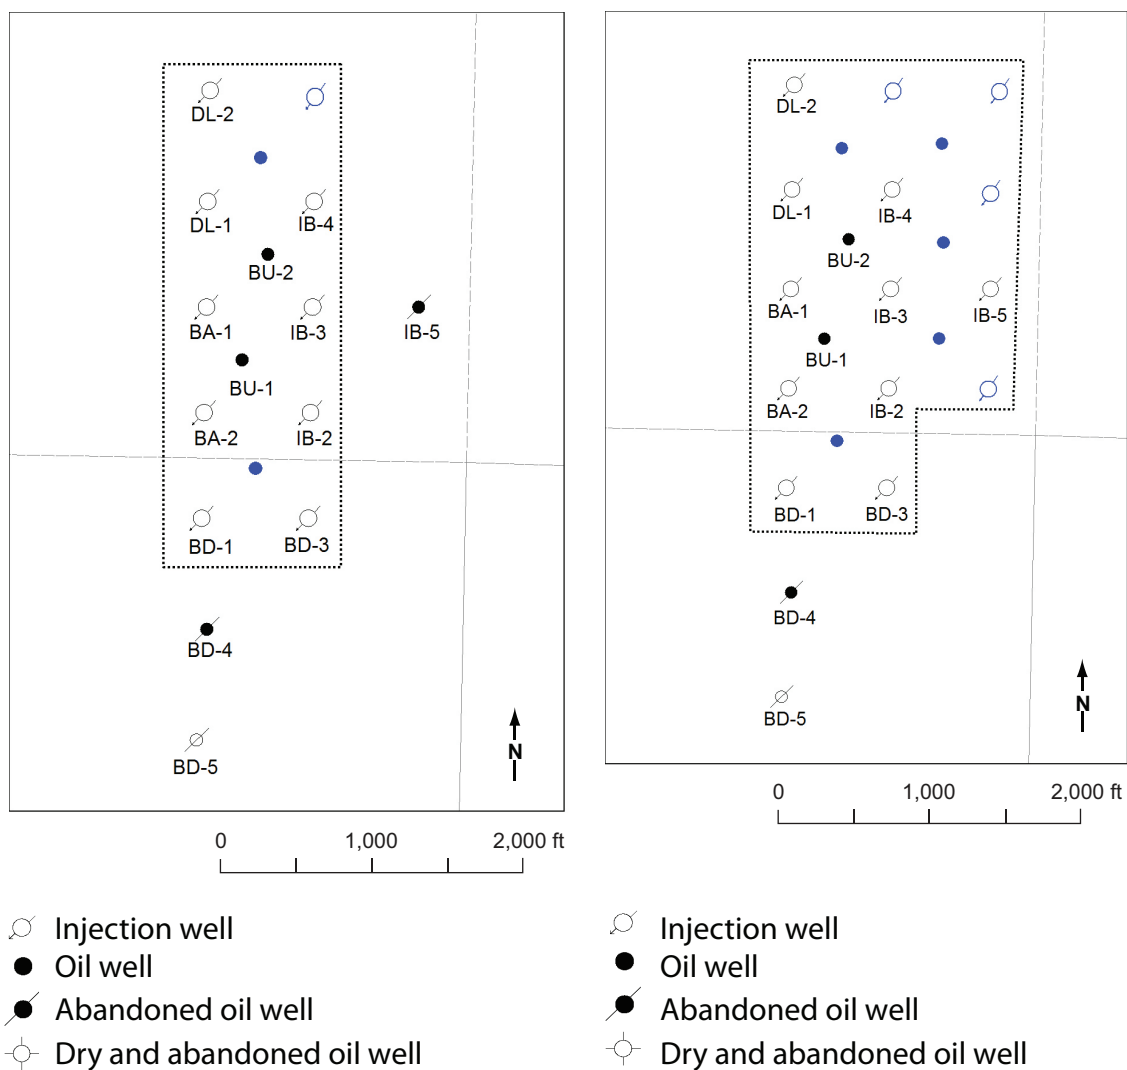 DL-2
DL-1
IB-4
BU-2
BA-1
IB-3
IB-5
BU-1
BA-2
IB-2
BD-1
BD-3
BD-4
BD-5
N
0 1,000 2,000 ft
Injection well
Oil well
Abandoned oil well
Dry and abandoned oil well
DL-2
DL-1
IB-4
BU-2
BA-1
IB-3
IB-5
BU-1
BA-2
IB-2
BD-1
BD-3
BD-4
BD-5
N
0 1,000 2,000 ft
Injection well
Oil well
Abandoned oil well
Dry and abandoned oil well